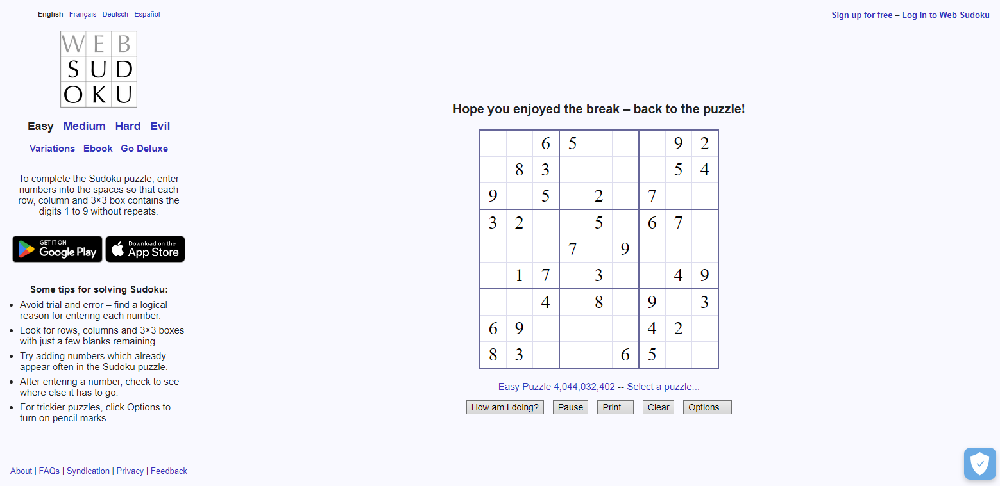 English Français Deutsch Español
Sign up for free – Log in to Web Sudoku
WEB
SUD
OKU
Easy Medium Hard Evil
Variations Ebook Go Deluxe
To complete the Sudoku puzzle, enter
numbers into the spaces so that each
row, column and 3×3 box contains the
digits 1 to 9 without repeats.
GET IT ON
Google Play
Download on the
App Store
Some tips for solving Sudoku:
Avoid trial and error – find a logical
reason for entering each number.
Look for rows, columns and 3×3 boxes
with just a few blanks remaining.
Try adding numbers which already
appear often in the Sudoku puzzle.
After entering a number, check to see
where else it has to go.
For trickier puzzles, click Options to
turn on pencil marks.
About | FAQs | Syndication | Privacy | Feedback
Hope you enjoyed the break – back to the puzzle!
6 5 9 2
8 3 5 4
9 5 2 7
3 2 5 6 7
7 9
1 7 3 4 9
4 8 9 3
6 9 4 2
8 3 6 5
Easy Puzzle 4,044,032,402 -- Select a puzzle...
How am I doing? Pause Print... Clear Options...